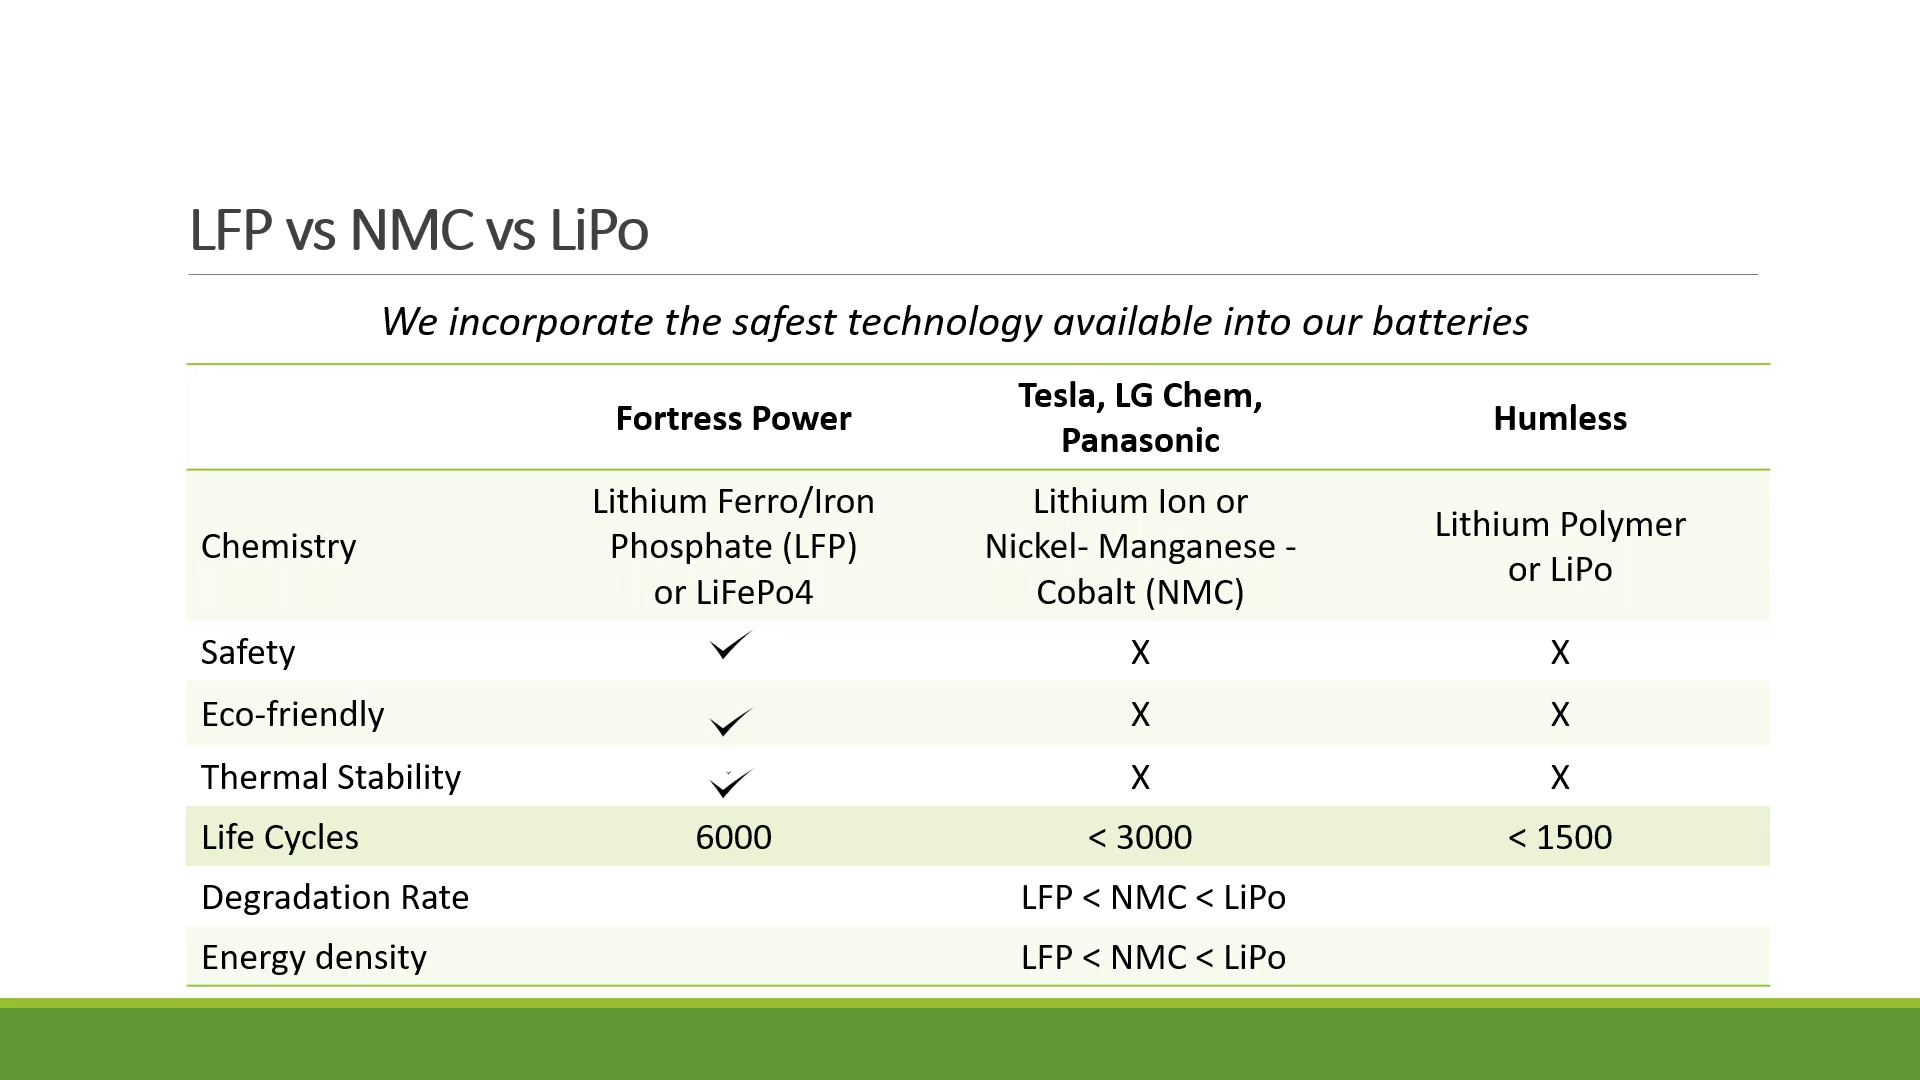 LFP vs NMC vs LiPo
We incorporate the safest technology available into our batteries
Fortress Power
Tesla, LG Chem,
Panasonic
Humless
Chemistry
Lithium Ferro/Iron
Phosphate (LFP)
or LiFePo4
Lithium Ion or
Nickel- Manganese -
Cobalt (NMC)
Lithium Polymer
or LiPo
Safety ✓ X X
Eco-friendly ✓ X X
Thermal Stability ✓ X X
Life Cycles 6000 < 3000 < 1500
Degradation Rate LFP < NMC < LiPo
Energy density LFP < NMC < LiPo